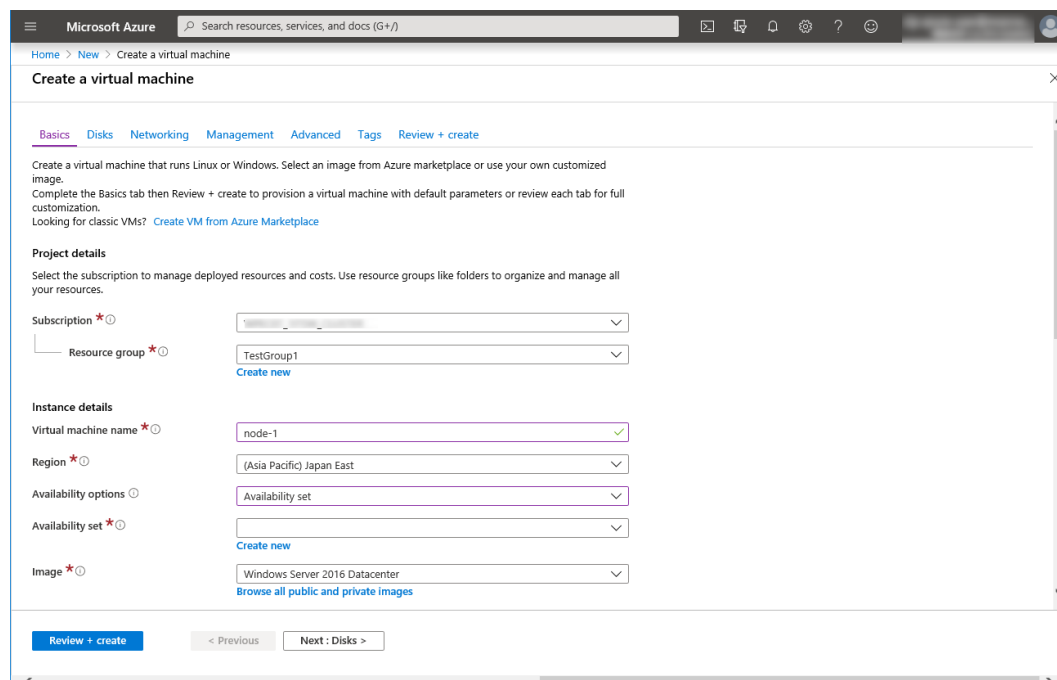 Microsoft Azure
Search resources, services, and docs (G+/)
Home > New > Create a virtual machine
Create a virtual machine
Basics Disks Networking Management Advanced Tags Review + create
Create a virtual machine that runs Linux or Windows. Select an image from Azure marketplace or use your own customized
image.
Complete the Basics tab then Review + create to provision a virtual machine with default parameters or review each tab for full
customization.
Looking for classic VMs? Create VM from Azure Marketplace
Project details
Select the subscription to manage deployed resources and costs. Use resource groups like folders to organize and manage all
your resources.
Subscription *
Resource group * TestGroup1
Create new
Instance details
Virtual machine name * node-1
Region * (Asia Pacific) Japan East
Availability options Availability set
Availability set *
Create new
Image * Windows Server 2016 Datacenter
Browse all public and private images
Review + create < Previous Next : Disks >